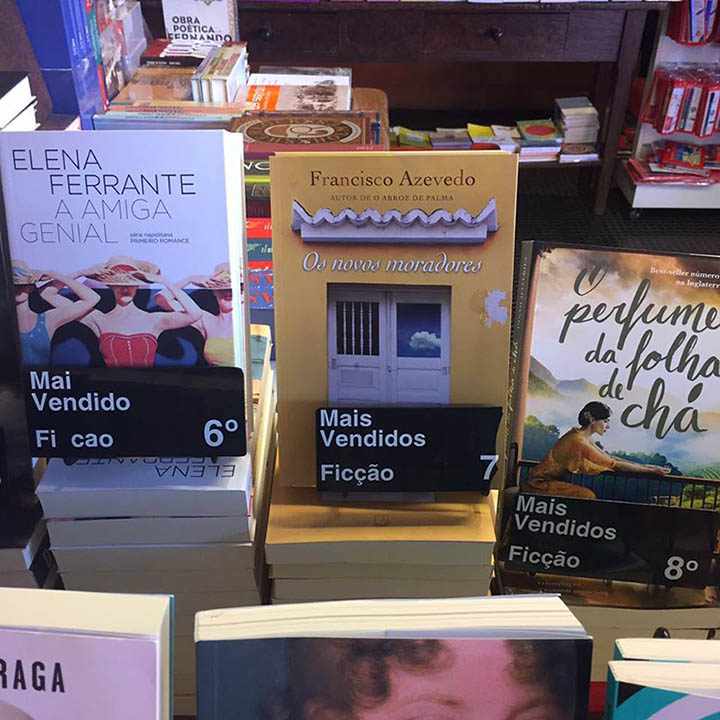 OBRA
POÉTICA
FERNANDO
ELENA
FERRANTE
A AMIGA
GENIAL
série napolitana
PRIMEIRO ROMANCE
Mai
Vendido
Fi cao
6º
FERRANTE
ELENA
Francisco Azevedo
AUTOR DE O ARROZ DE PALMA
Os novos moradores
Mais
Vendidos
Ficção
7
Best-seller número
na Inglaterr
O perfume
da folha
de
chá
Mais
Vendidos
Ficção
8º
RAGA